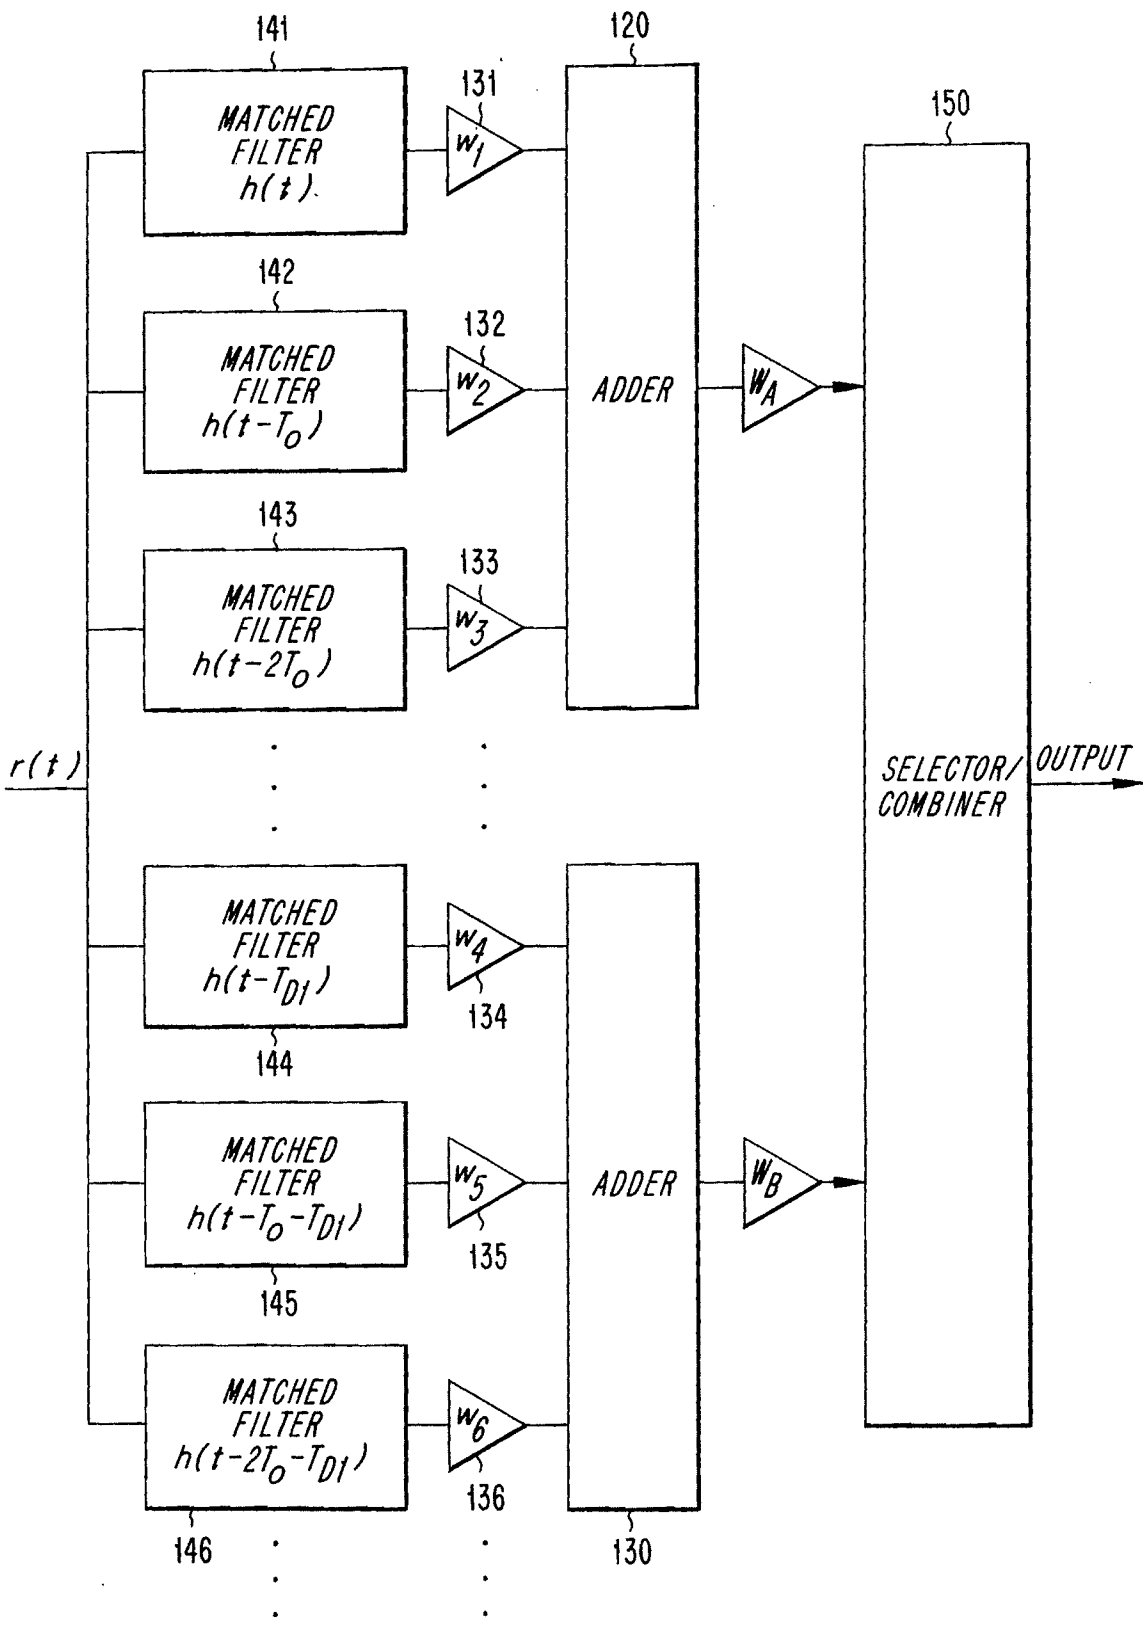 141
MATCHED
FILTER
h(t).
131
W1
120
ADDER
150
142
MATCHED
FILTER
h(t-To)
132
W2
WA
143
MATCHED
FILTER
h(t-2To)
133
W3
r(t)
SELECTOR/
COMBINER
OUTPUT
MATCHED
FILTER
h(t-TD1)
144
W4
134
MATCHED
FILTER
h(t-To-TD1)
145
W5
135
ADDER
WB
MATCHED
FILTER
h(t-2To-TD1)
146
W6
136
130